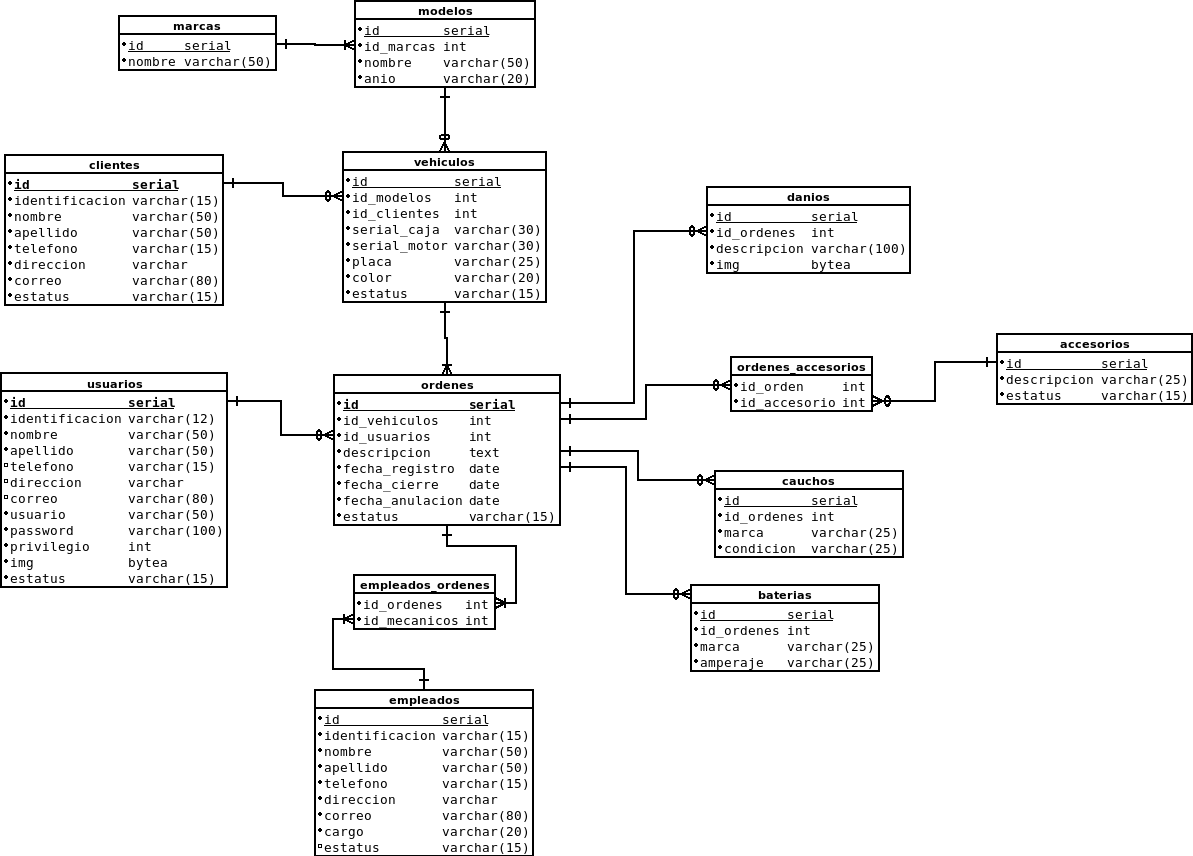 marcas
id serial
nombre varchar(50)
modelos
id serial
id_marcas int
nombre varchar(50)
anio varchar(20)
clientes
id serial
identificacion varchar(15)
nombre varchar(50)
apellido varchar(50)
telefono varchar(15)
direccion varchar
correo varchar(80)
estatus varchar(15)
vehiculos
id serial
id_modelos int
id_clientes int
serial_caja varchar(30)
serial_motor varchar(30)
placa varchar(25)
color varchar(20)
estatus varchar(15)
danios
id serial
id_ordenes int
descripcion varchar(100)
img bytea
usuarios
id serial
identificacion varchar(12)
nombre varchar(50)
apellido varchar(50)
telefono varchar(15)
direccion varchar
correo varchar(80)
usuario varchar(50)
password varchar(100)
privilegio int
img bytea
estatus varchar(15)
ordenes
id serial
id_vehiculos int
id_usuarios int
descripcion text
fecha_registro date
fecha_cierre date
fecha_anulacion date
estatus varchar(15)
ordenes_accesorios
id_orden int
id_accesorio int
accesorios
id serial
descripcion varchar(25)
estatus varchar(15)
cauchos
id serial
id_ordenes int
marca varchar(25)
condicion varchar(25)
empleados_ordenes
id_ordenes int
id_mecanicos int
baterias
id serial
id_ordenes int
marca varchar(25)
amperaje varchar(25)
empleados
id serial
identificacion varchar(15)
nombre varchar(50)
apellido varchar(50)
telefono varchar(15)
direccion varchar
correo varchar(80)
cargo varchar(20)
estatus varchar(15)